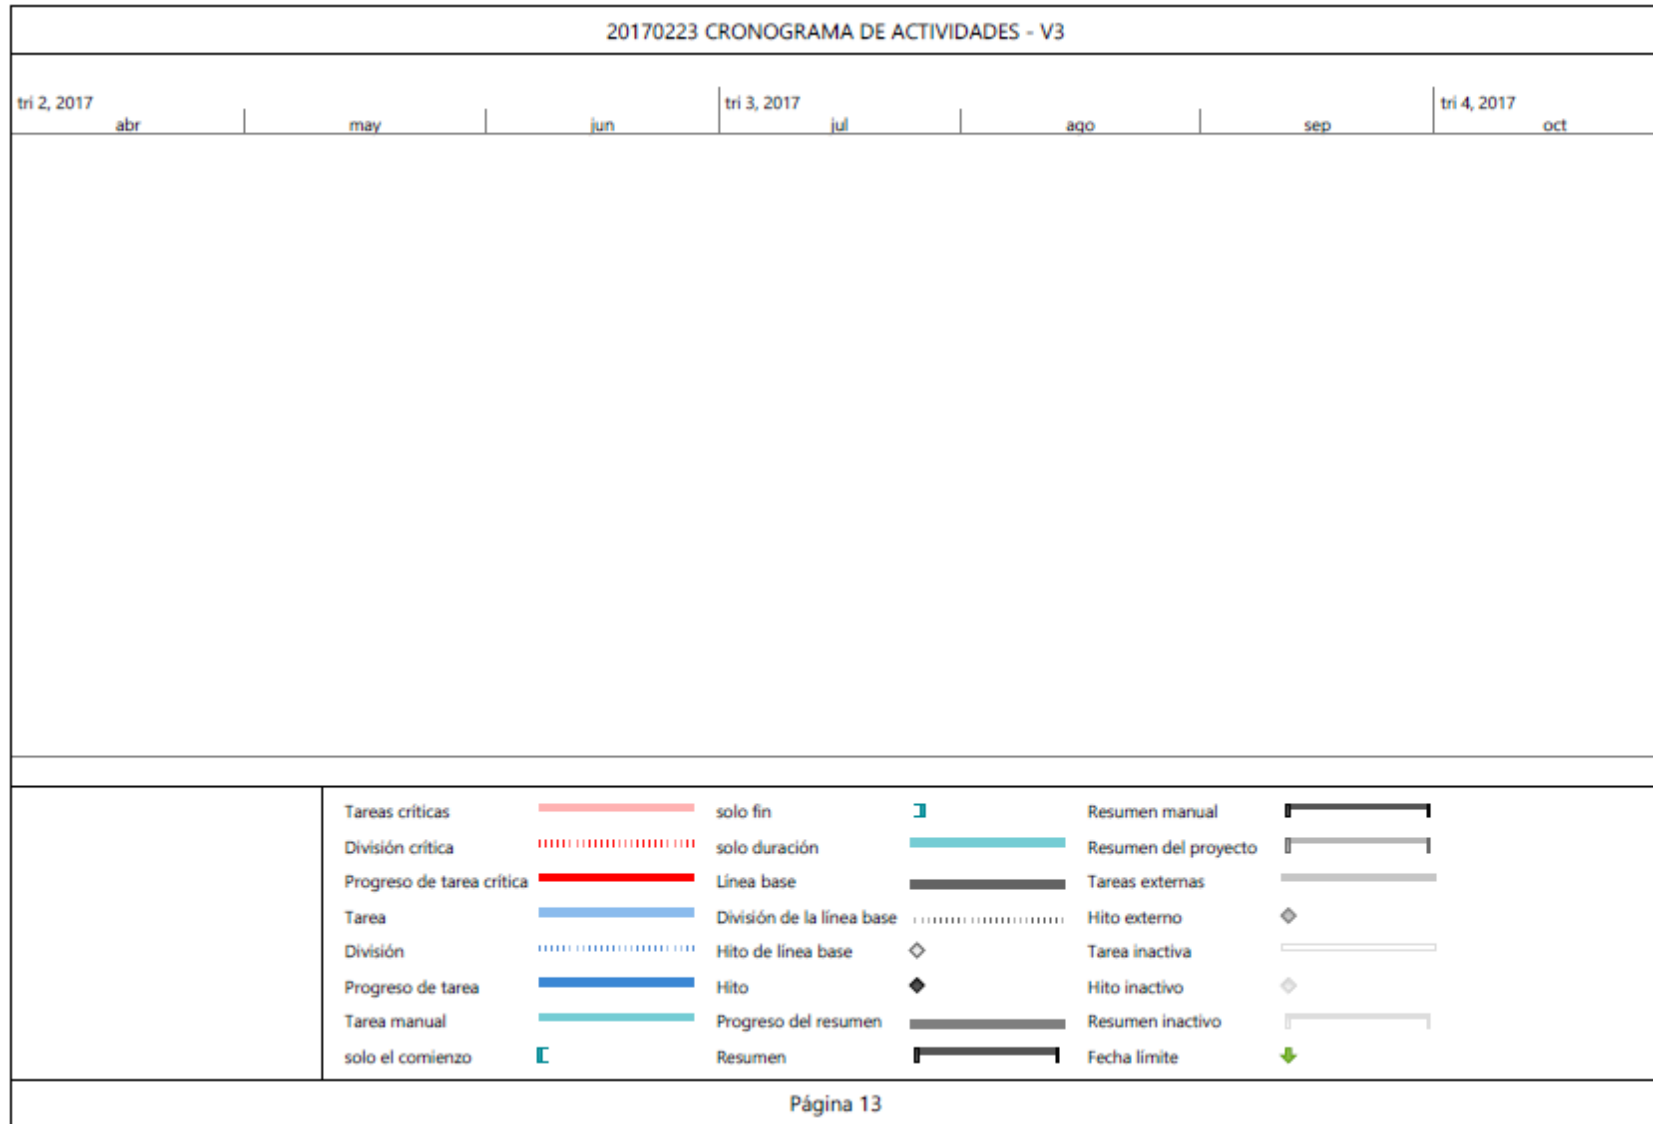 20170223 CRONOGRAMA DE ACTIVIDADES - V3
tri 2, 2017 tri 3, 2017 tri 4, 2017
abr may jun jul ago sep oct
Tareas críticas solo fin Resumen manual
División crítica solo duración Resumen del proyecto
Progreso de tarea crítica Línea base Tareas externas
Tarea División de la línea base Hito externo
División Hito de línea base Tarea inactiva
Progreso de tarea Hito Hito inactivo
Tarea manual Progreso del resumen Resumen inactivo
solo el comienzo Resumen Fecha límite
Página 13